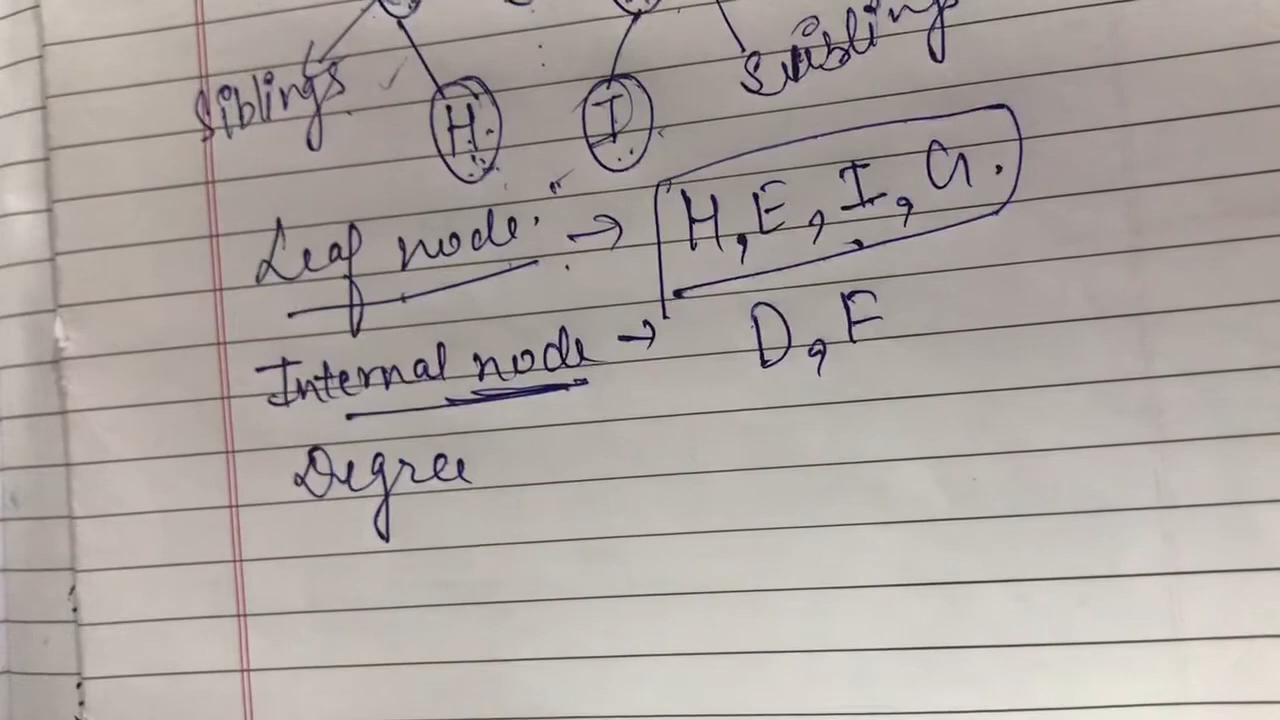 Siblings
Sibling
H
I
Leaf node → H, E, I, G.
Internal node → D, F
Degree